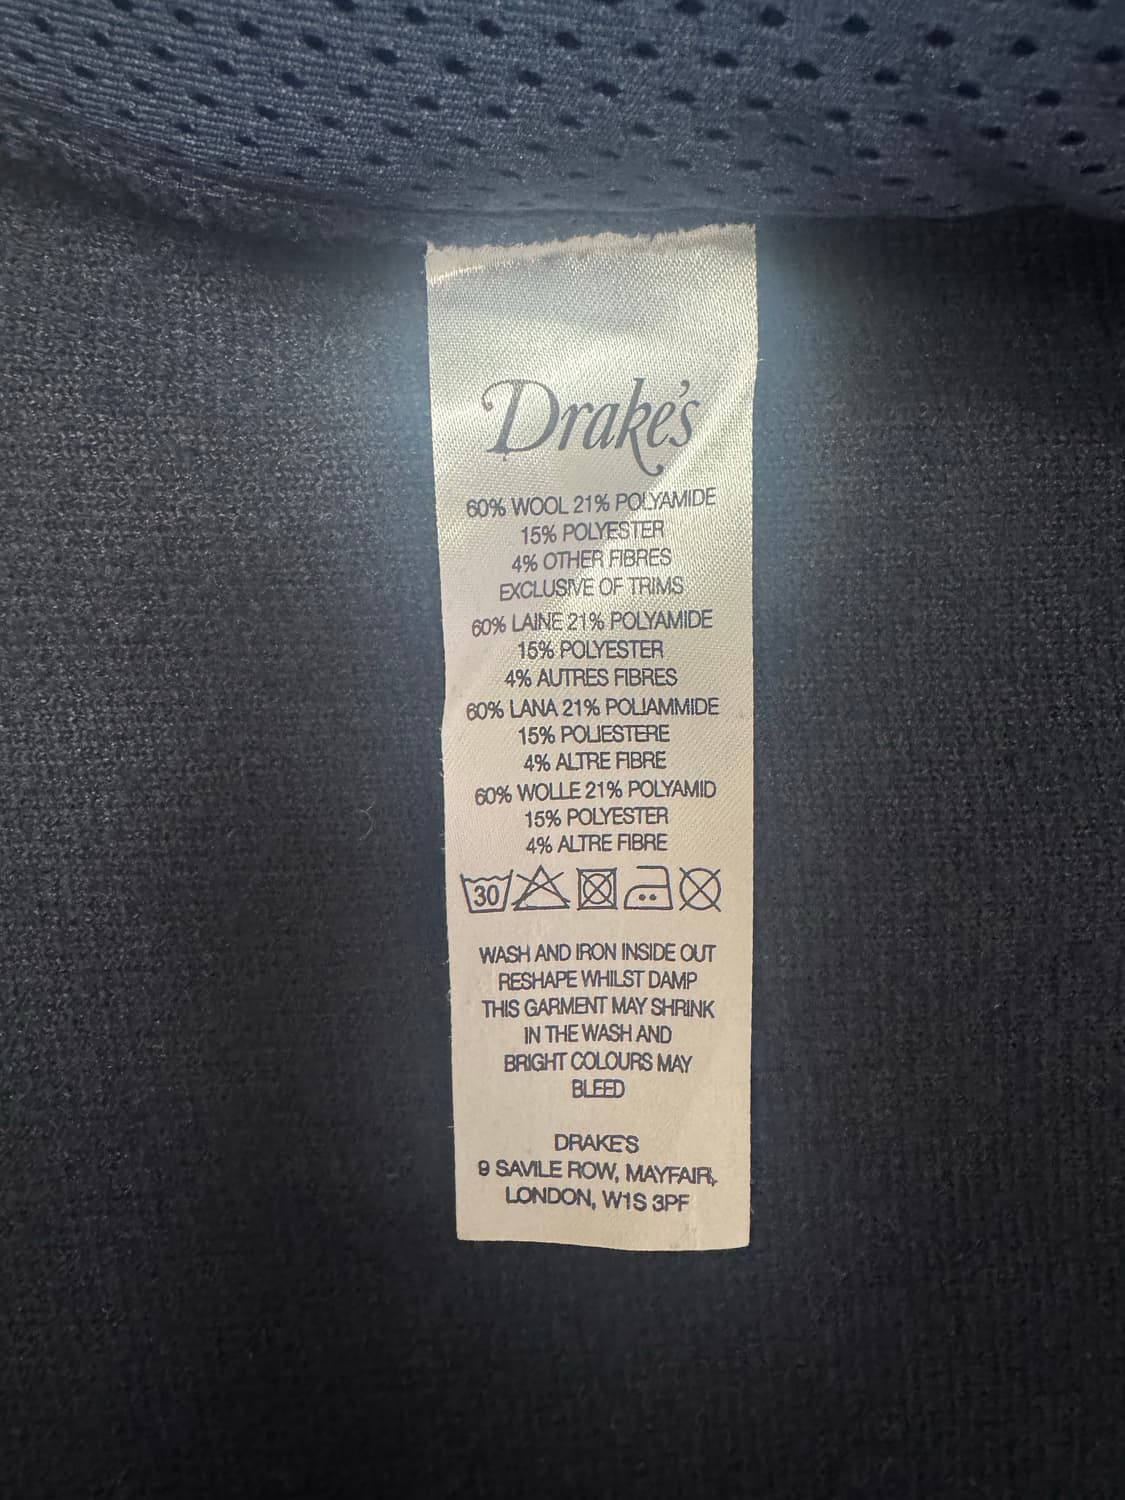 Drake's
60% WOOL 21% POLYAMIDE
15% POLYESTER
4% OTHER FIBRES
EXCLUSIVE OF TRIMS
60% LAINE 21% POLYAMIDE
15% POLYESTER
4% AUTRES FIBRES
60% LANA 21% POLIAMMIDE
15% POLIESTERE
4% ALTRE FIBRE
60% WOLLE 21% POLYAMID
15% POLYESTER
4% ALTRE FIBRE
30
WASH AND IRON INSIDE OUT
RESHAPE WHILST DAMP
THIS GARMENT MAY SHRINK
IN THE WASH AND
BRIGHT COLOURS MAY
BLEED
DRAKE'S
9 SAVILE ROW, MAYFAIR,
LONDON, W1S 3PF